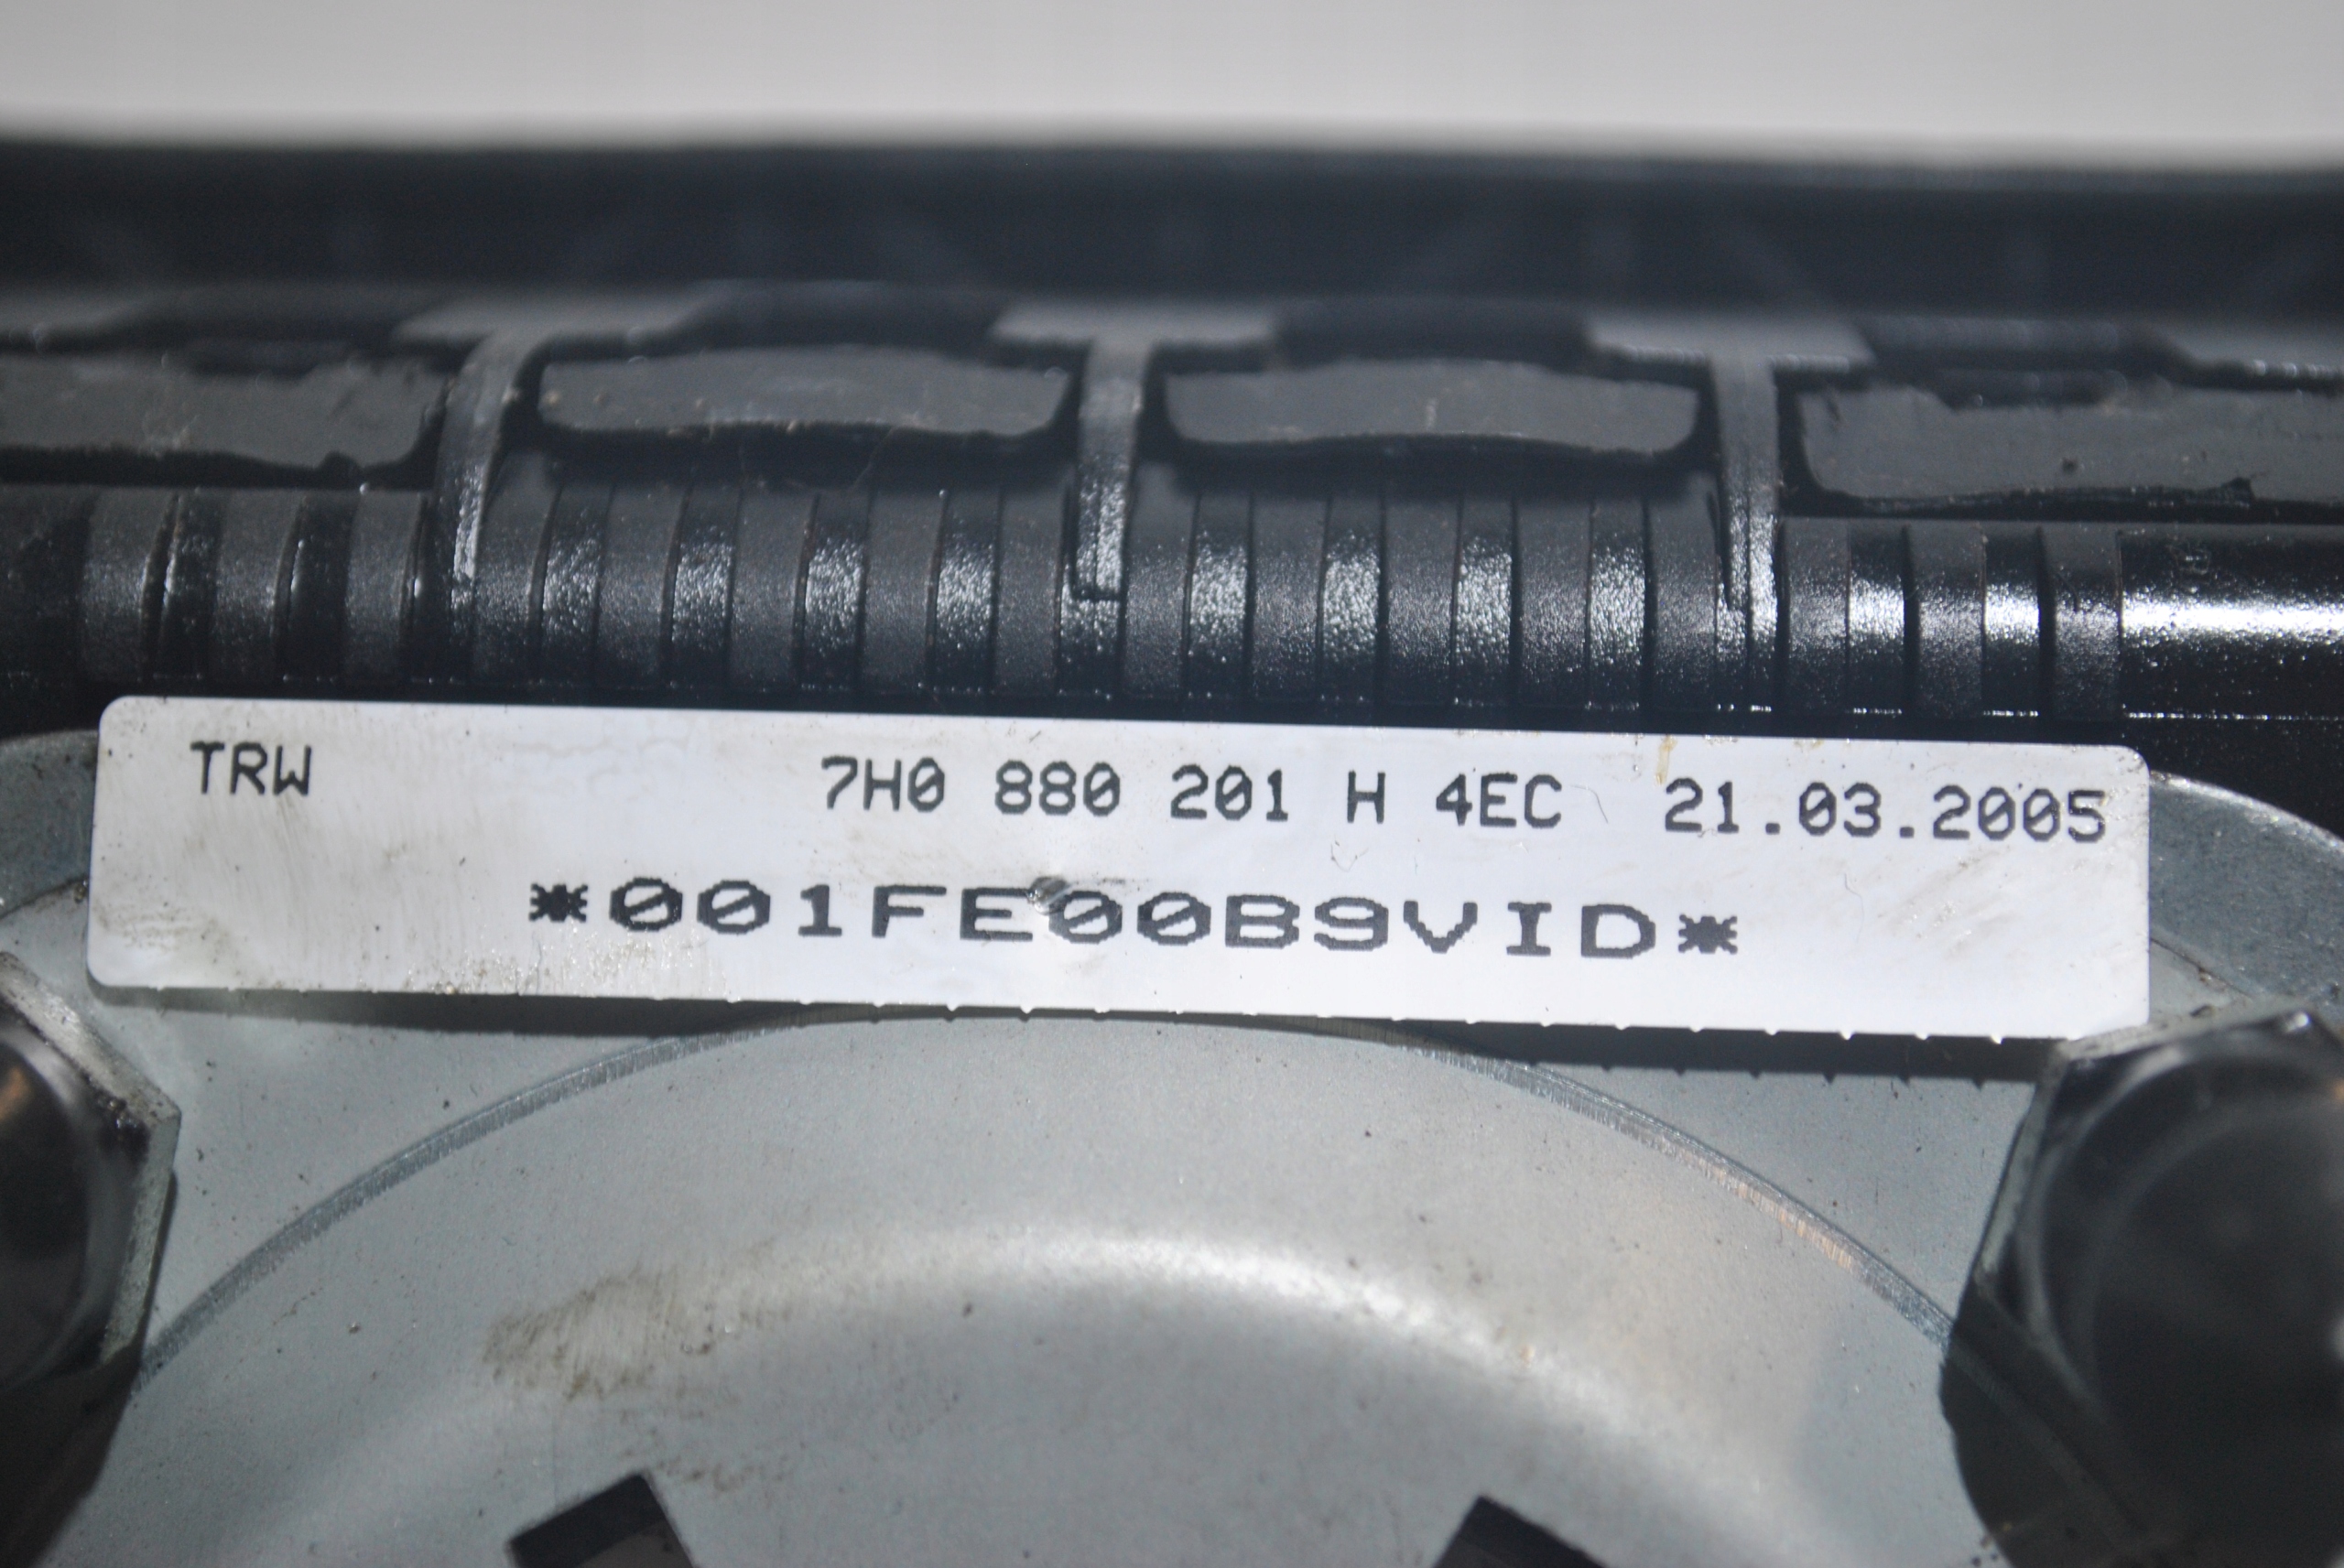 TRW 7H0 880 201 H 4EC 21.03.2005
*001FE00B9VID*